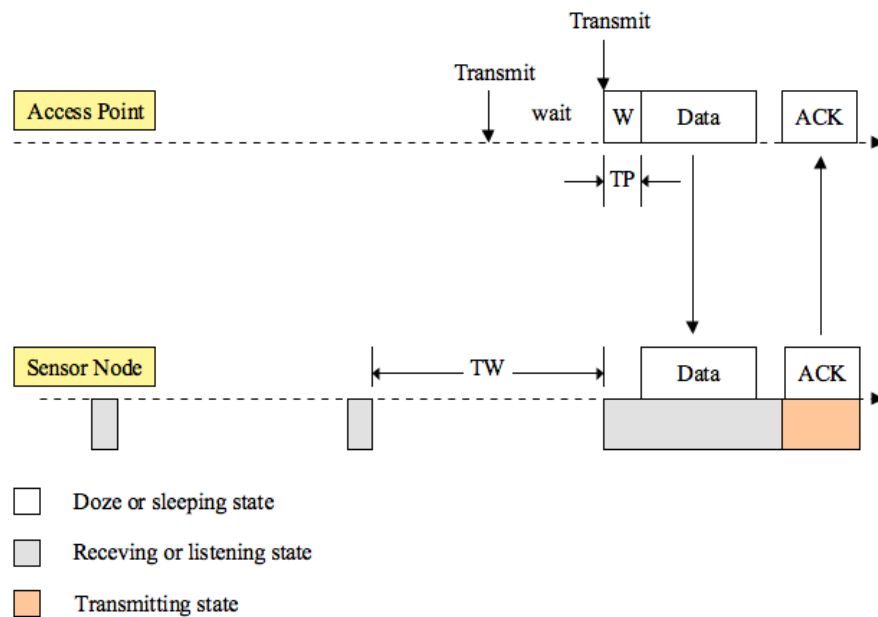 Transmit
Transmit
Access Point
wait
W
Data
ACK
TP
Sensor Node
TW
Data
ACK
Doze or sleeping state
Receving or listening state
Transmitting state